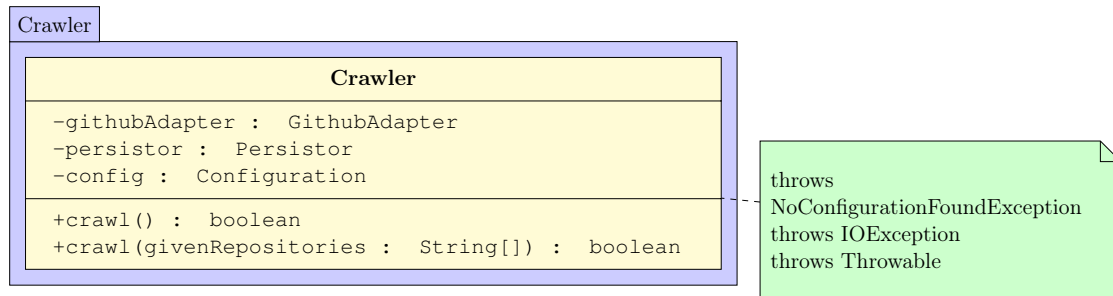 Crawler
Crawler
-githubAdapter : GithubAdapter
-persistor : Persistor
-config : Configuration
+crawl() : boolean
+crawl(givenRepositories : String[]) : boolean
throws
NoConfigurationFoundException
throws IOException
throws Throwable